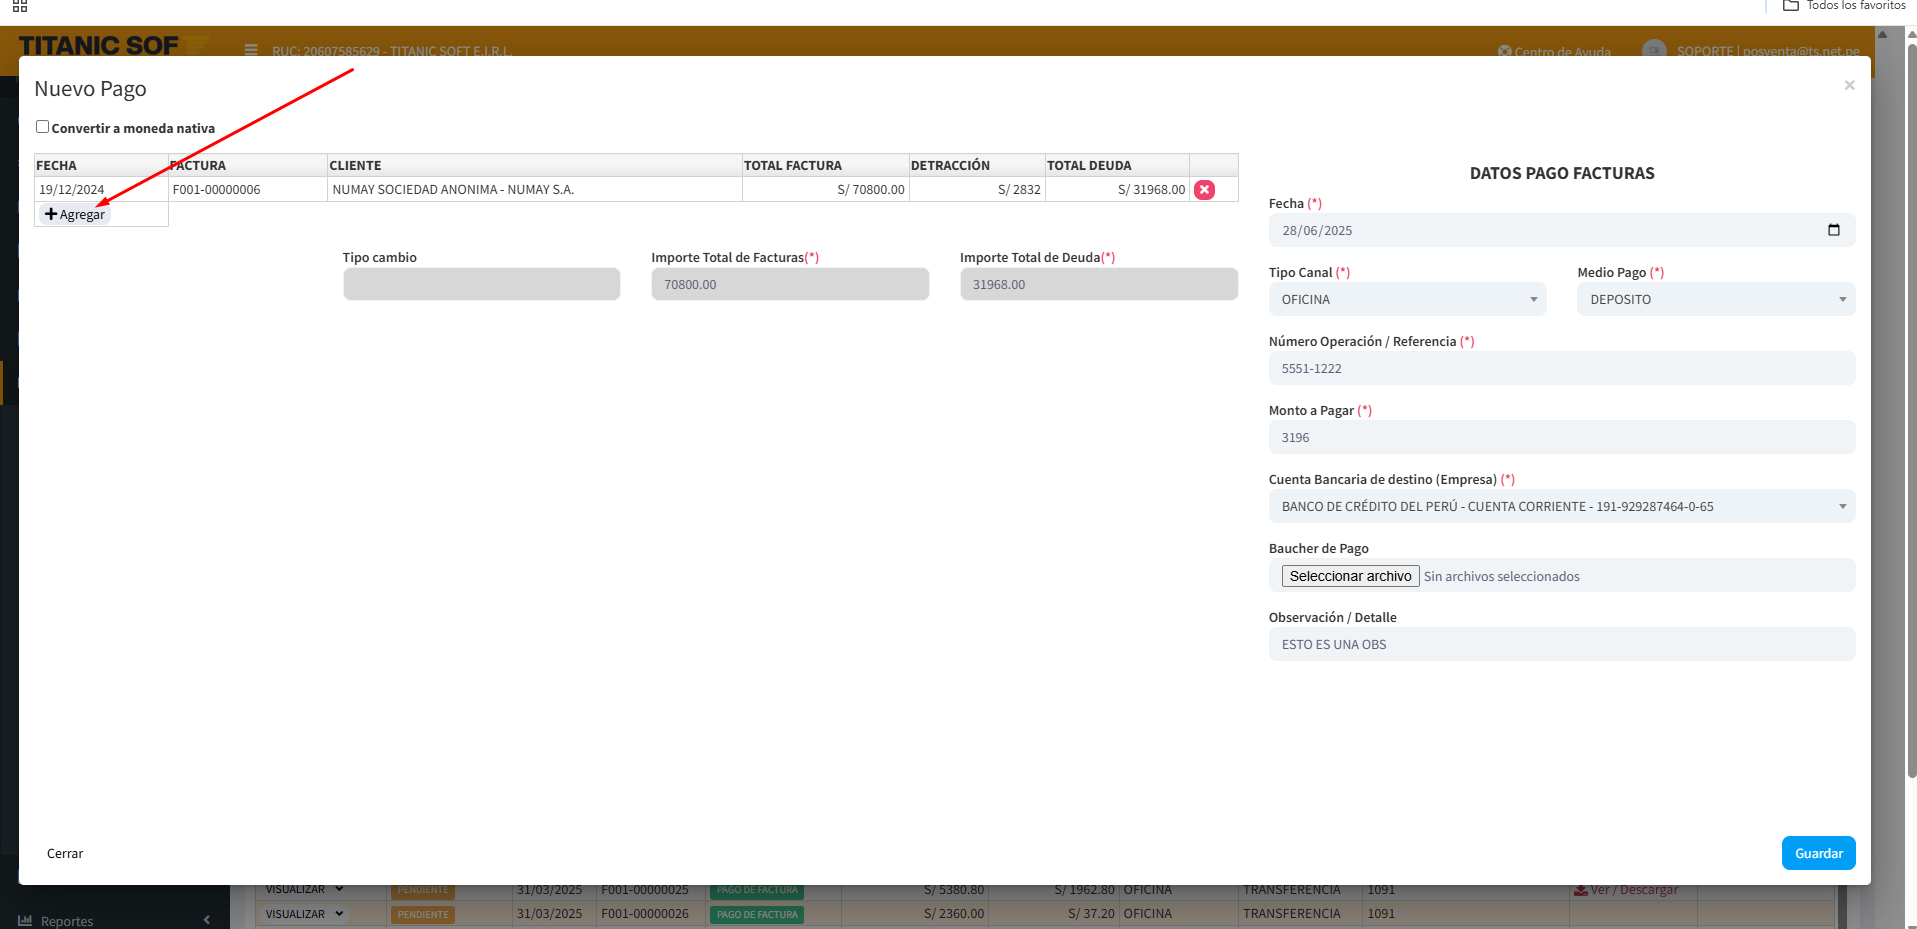 Todos los favoritos
TITANIC SOF
RUC: 20607585629 - TITANIC SOFT E.I.R.L.
Centro de Ayuda
SOPORTE | posventa@ts.net.pe
Nuevo Pago
×
Convertir a moneda nativa
FECHA FACTURA CLIENTE TOTAL FACTURA DETRACCIÓN TOTAL DEUDA
19/12/2024 F001-00000006 NUMAY SOCIEDAD ANONIMA - NUMAY S.A. S/ 70800.00 S/ 2832 S/ 31968.00
Agregar
Tipo cambio
Importe Total de Facturas(*)
70800.00
Importe Total de Deuda(*)
31968.00
DATOS PAGO FACTURAS
Fecha (*)
28/06/2025
Tipo Canal (*)
OFICINA
Medio Pago (*)
DEPOSITO
Número Operación / Referencia (*)
5551-1222
Monto a Pagar (*)
3196
Cuenta Bancaria de destino (Empresa) (*)
BANCO DE CRÉDITO DEL PERÚ - CUENTA CORRIENTE - 191-929287464-0-65
Baucher de Pago
Seleccionar archivo Sin archivos seleccionados
Observación / Detalle
ESTO ES UNA OBS
Cerrar
Guardar
VISUALIZAR PENDIENTE 31/03/2025 F001-00000025 PAGO DE FACTURA S/ 5380.80 S/ 1962.80 OFICINA TRANSFERENCIA 1091 Ver / Descargar
VISUALIZAR PENDIENTE 31/03/2025 F001-00000026 PAGO DE FACTURA S/ 2360.00 S/ 37.20 OFICINA TRANSFERENCIA 1091
Reportes